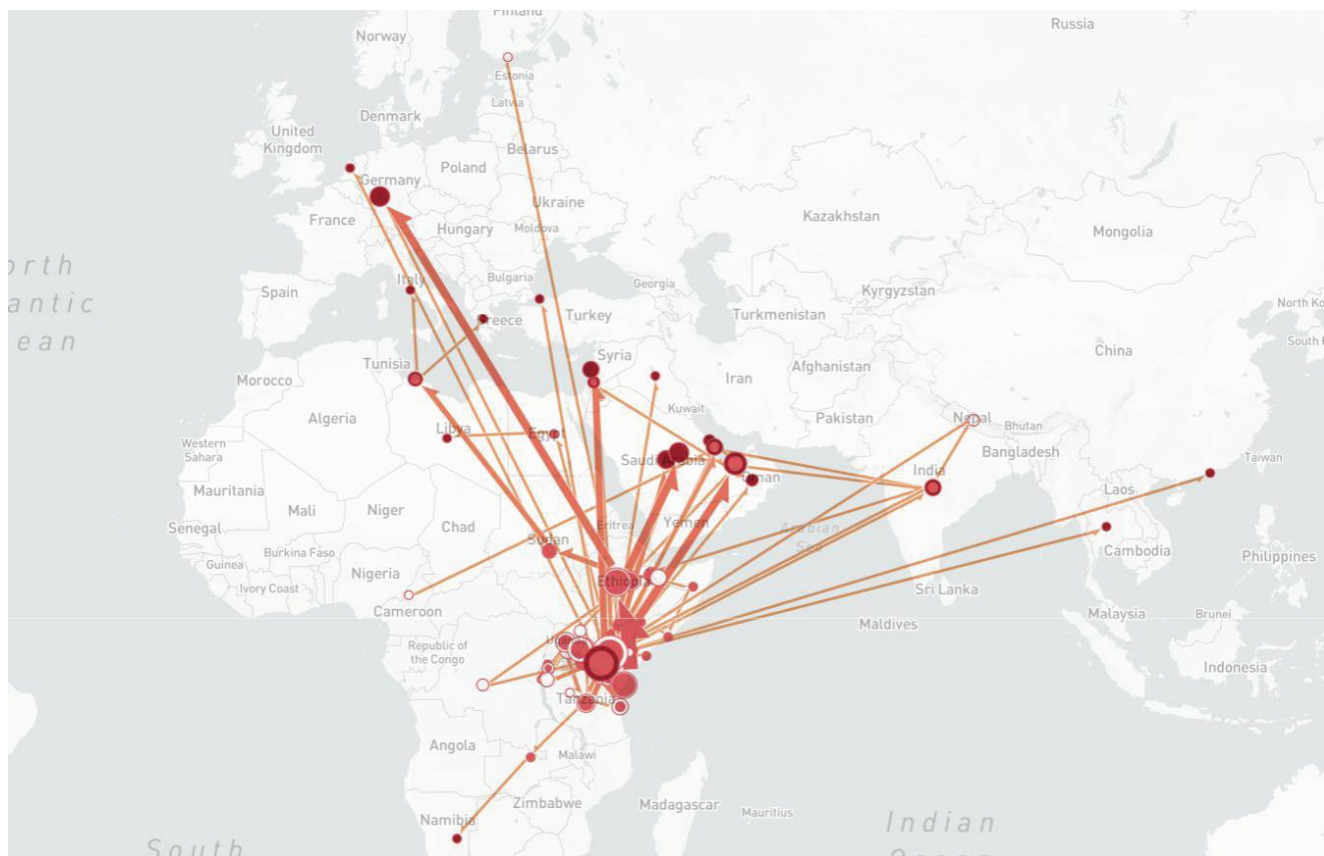 Finland
Russia
Norway
Estonia
Latvia
Denmark
United
Kingdom
Belarus
Poland
Germany
Ukraine
Kazakhstan
France
Hungary
Moldova
Mongolia
orth
antic
ean
Italy
Bulgaria
Georgia
Kyrgyzstan
Spain
Greece
Turkey
Turkmenistan
North Ko
South K
China
Syria
Tunisia
Afghanistan
Morocco
Iran
Algeria
Kuwait
Pakistan
Nepal
Bhutan
Western
Sahara
Libya
Egypt
Bangladesh
Taiwan
Saudi Arabia
India
Oman
Mauritania
Laos
Mali
Niger
Chad
Eritrea
Yemen
Arabian
Sea
Senegal
Sudan
Burkina Faso
Cambodia
Philippines
Guinea
Nigeria
Ethiopia
Ivory Coast
Sri Lanka
Cameroon
Malaysia
Brunei
Maldives
Republic of
the Congo
Uganda
Indonesia
Tanzania
Angola
Malawi
Zimbabwe
Madagascar
Mauritius
Namibia
Indian
Ocean
South